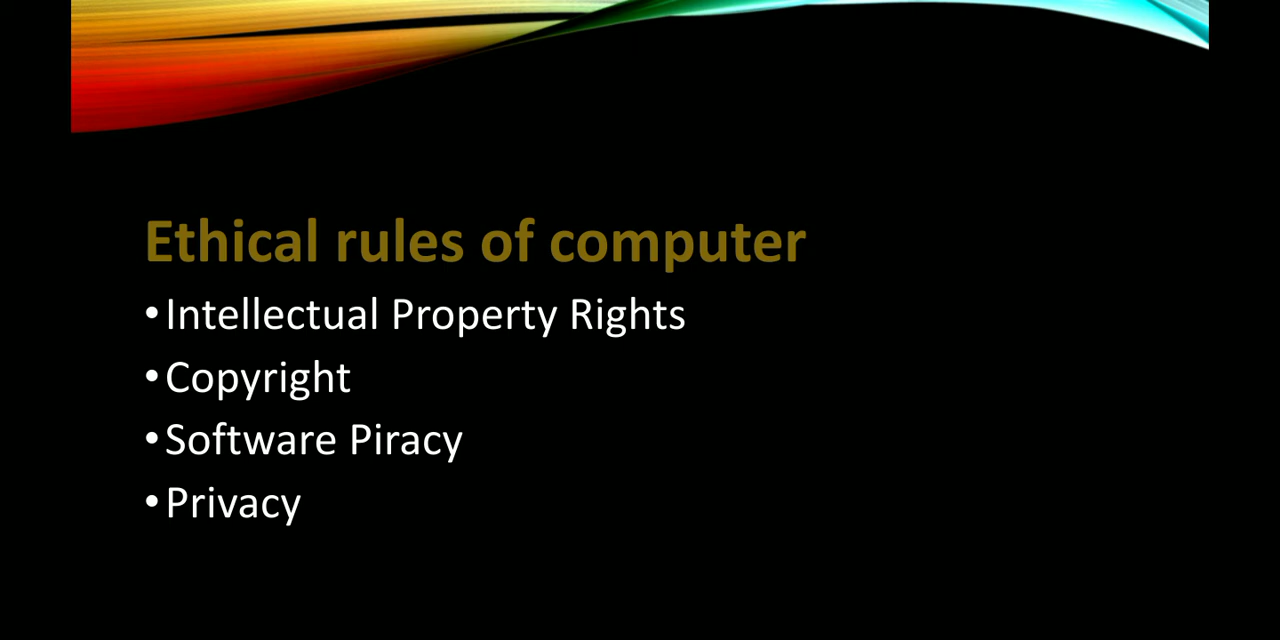 Ethical rules of computer
•Intellectual Property Rights
•Copyright
•Software Piracy
•Privacy